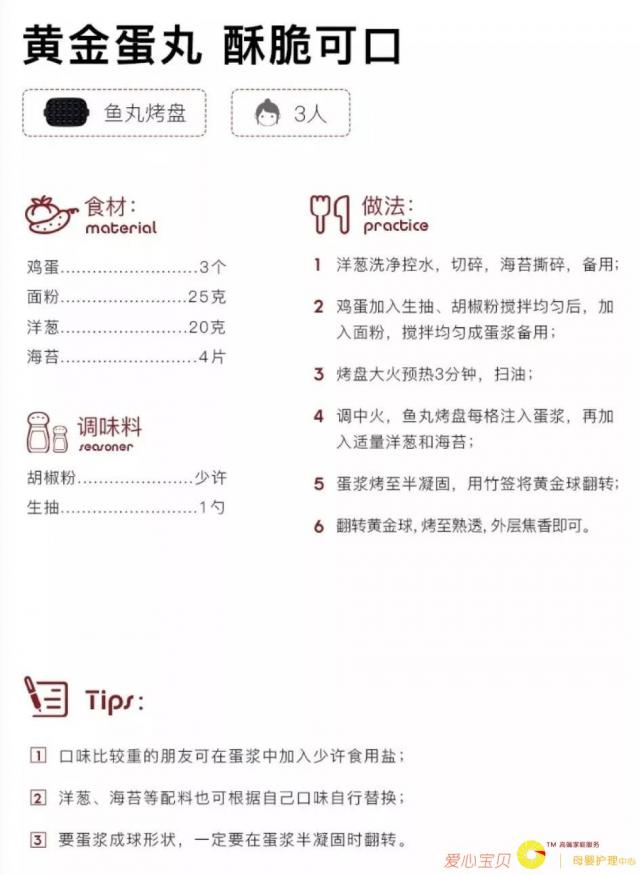 黄金蛋丸 酥脆可口
鱼丸烤盘
3人
食材：
material
鸡蛋........................3个
面粉......................25克
洋葱......................20克
海苔........................4片
调味料
seasoner
胡椒粉....................少许
生抽........................1勺
做法：
practice
1 洋葱洗净控水，切碎，海苔撕碎，备用；
2 鸡蛋加入生抽、胡椒粉搅拌均匀后，加
入面粉，搅拌均匀成蛋浆备用；
3 烤盘大火预热3分钟，扫油；
4 调中火，鱼丸烤盘每格注入蛋浆，再加
入适量洋葱和海苔；
5 蛋浆烤至半凝固，用竹签将黄金球翻转；
6 翻转黄金球，烤至熟透，外层焦香即可。
Tips：
1 口味比较重的朋友可在蛋浆中加入少许食用盐；
2 洋葱、海苔等配料也可根据自己口味自行替换；
3 要蛋浆成球形状，一定要在蛋浆半凝固时翻转。
爱心宝贝
TM 高端家庭服务
母婴护理中心